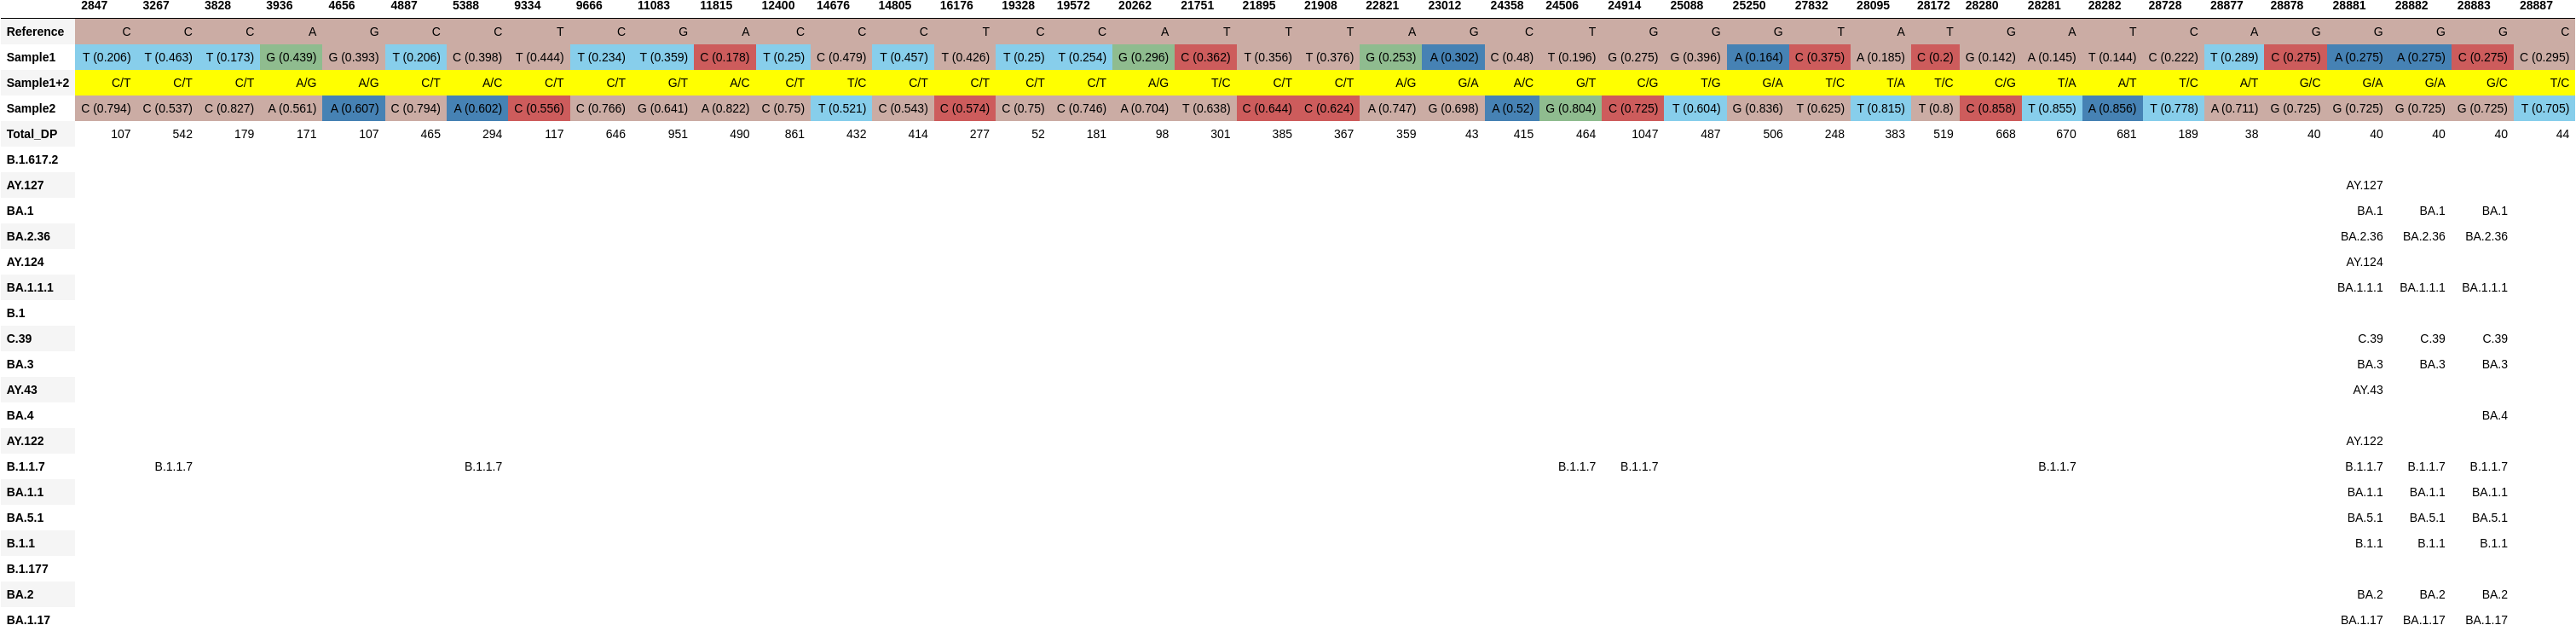 2847 3267 3828 3936 4656 4887 5388 9334 9666 11083 11815 12400 14676 14805 16176 19328 19572 20262 21751 21895 21908 22821 23012 24358 24506 24914 25088 25250 27832 28095 28172 28280 28281 28282 28728 28877 28878 28881 28882 28883 28887
Reference C C C A G C C T C G A C C C T C C A T T T A G C T G G G T A T G A T C A G G G G C
Sample1 T (0.206) T (0.463) T (0.173) G (0.439) G (0.393) T (0.206) C (0.398) T (0.444) T (0.234) T (0.359) C (0.178) T (0.25) C (0.479) T (0.457) T (0.426) T (0.25) T (0.254) G (0.296) C (0.362) T (0.356) T (0.376) G (0.253) A (0.302) C (0.48) T (0.196) G (0.275) G (0.396) A (0.164) C (0.375) A (0.185) C (0.2) G (0.142) A (0.145) T (0.144) C (0.222) T (0.289) C (0.275) A (0.275) A (0.275) C (0.275) C (0.295)
Sample1+2 C/T C/T C/T A/G A/G C/T A/C C/T C/T G/T A/C C/T T/C C/T C/T C/T C/T A/G T/C C/T C/T A/G G/A A/C G/T C/G T/G G/A T/C T/A T/C C/G T/A A/T T/C A/T G/C G/A G/A G/C T/C
Sample2 C (0.794) C (0.537) C (0.827) A (0.561) A (0.607) C (0.794) A (0.602) C (0.556) C (0.766) G (0.641) A (0.822) C (0.75) T (0.521) C (0.543) C (0.574) C (0.75) C (0.746) A (0.704) T (0.638) C (0.644) C (0.624) A (0.747) G (0.698) A (0.52) G (0.804) C (0.725) T (0.604) G (0.836) T (0.625) T (0.815) T (0.8) C (0.858) T (0.855) A (0.856) T (0.778) A (0.711) G (0.725) G (0.725) G (0.725) G (0.725) T (0.705)
Total_DP 107 542 179 171 107 465 294 117 646 951 490 861 432 414 277 52 181 98 301 385 367 359 43 415 464 1047 487 506 248 383 519 668 670 681 189 38 40 40 40 40 44
B.1.617.2
AY.127 AY.127
BA.1 BA.1 BA.1 BA.1
BA.2.36 BA.2.36 BA.2.36 BA.2.36
AY.124 AY.124
BA.1.1.1 BA.1.1.1 BA.1.1.1 BA.1.1.1
B.1
C.39 C.39 C.39 C.39
BA.3 BA.3 BA.3 BA.3
AY.43 AY.43
BA.4 BA.4
AY.122 AY.122
B.1.1.7 B.1.1.7 B.1.1.7 B.1.1.7 B.1.1.7 B.1.1.7 B.1.1.7 B.1.1.7 B.1.1.7
BA.1.1 BA.1.1 BA.1.1 BA.1.1
BA.5.1 BA.5.1 BA.5.1 BA.5.1
B.1.1 B.1.1 B.1.1 B.1.1
B.1.177
BA.2 BA.2 BA.2 BA.2
BA.1.17 BA.1.17 BA.1.17 BA.1.17